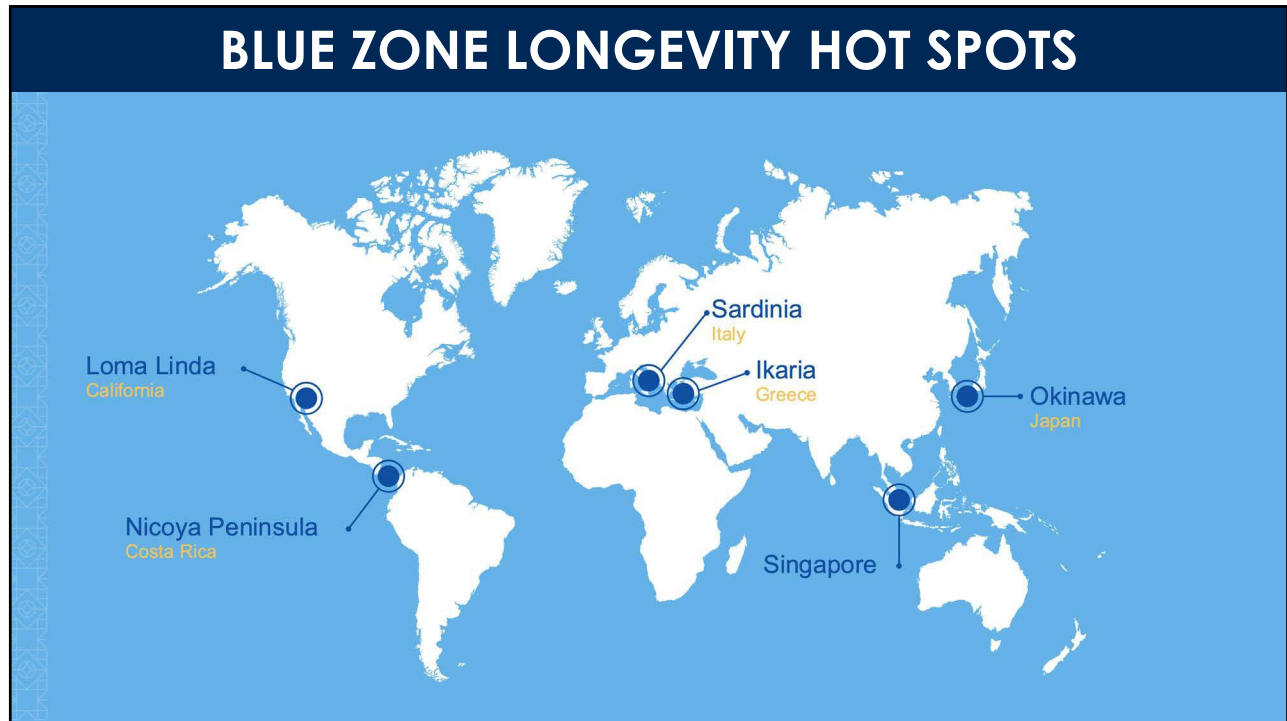 BLUE ZONE LONGEVITY HOT SPOTS
Sardinia
Italy
Loma Linda
California
Ikaria
Greece
Okinawa
Japan
Nicoya Peninsula
Costa Rica
Singapore